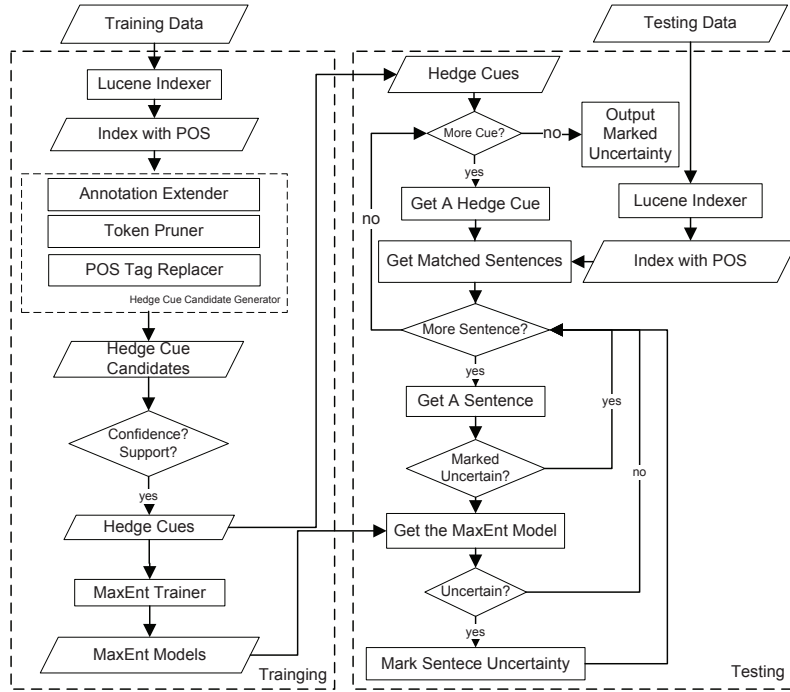 Training Data
Lucene Indexer
Index with POS
Annotation Extender
Token Pruner
POS Tag Replacer
Hedge Cue Candidate Generator
Hedge Cue
Candidates
Confidence?
Support?
yes
Hedge Cues
MaxEnt Trainer
MaxEnt Models
Trainging
Testing Data
Hedge Cues
More Cue?
no
Output
Marked
Uncertainty
yes
no
Get A Hedge Cue
Lucene Indexer
Get Matched Sentences
Index with POS
More Sentence?
yes
Get A Sentence
yes
Marked
Uncertain?
no
Get the MaxEnt Model
Uncertain?
yes
Mark Sentece Uncertainty
Testing